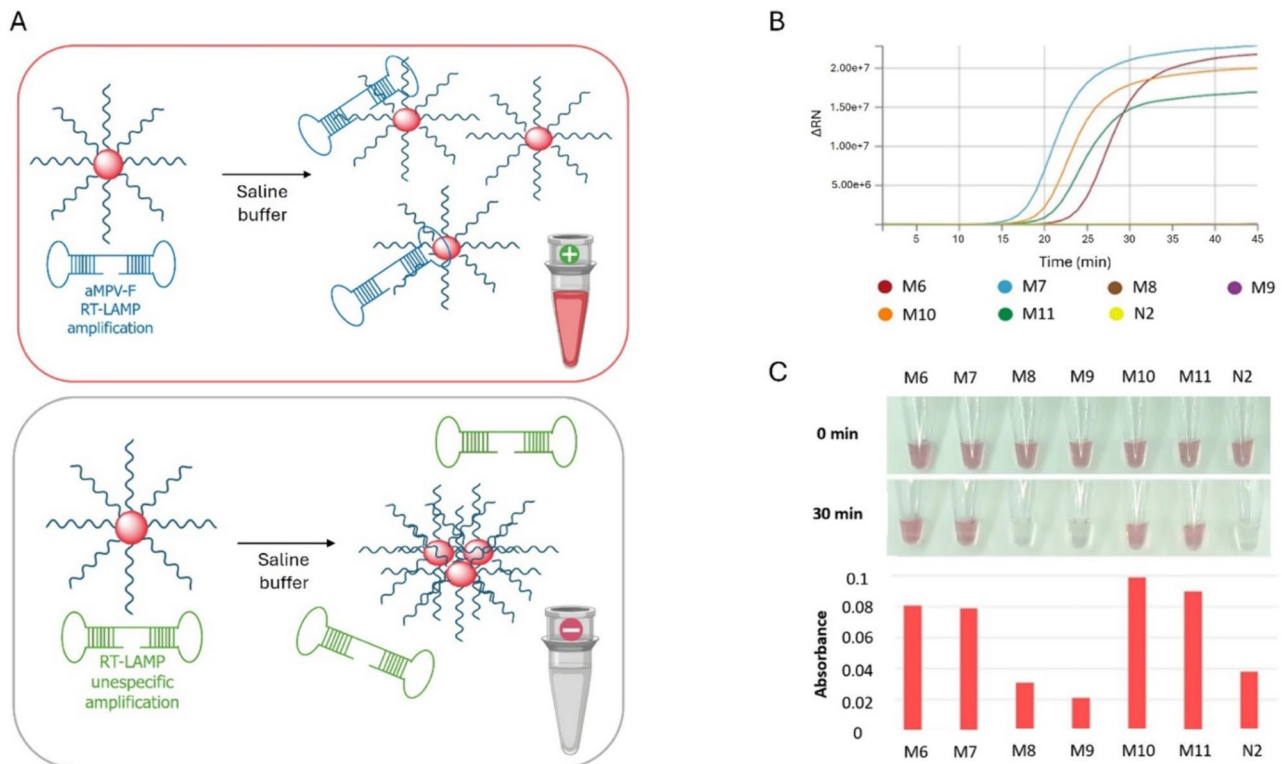 A
Saline
buffer
aMPV-F
RT-LAMP
amplification
+
Saline
buffer
RT-LAMP
unespecific
amplification
−
B
ΔRN
2.00e+7
1.50e+7
1.00e+7
5.00e+6
5 10 15 20 25 30 35 40 45
Time (min)
M6 M7 M8 M9
M10 M11 N2
C
M6 M7 M8 M9 M10 M11 N2
0 min
30 min
Absorbance
0.1
0.08
0.06
0.04
0.02
0
M6 M7 M8 M9 M10 M11 N2